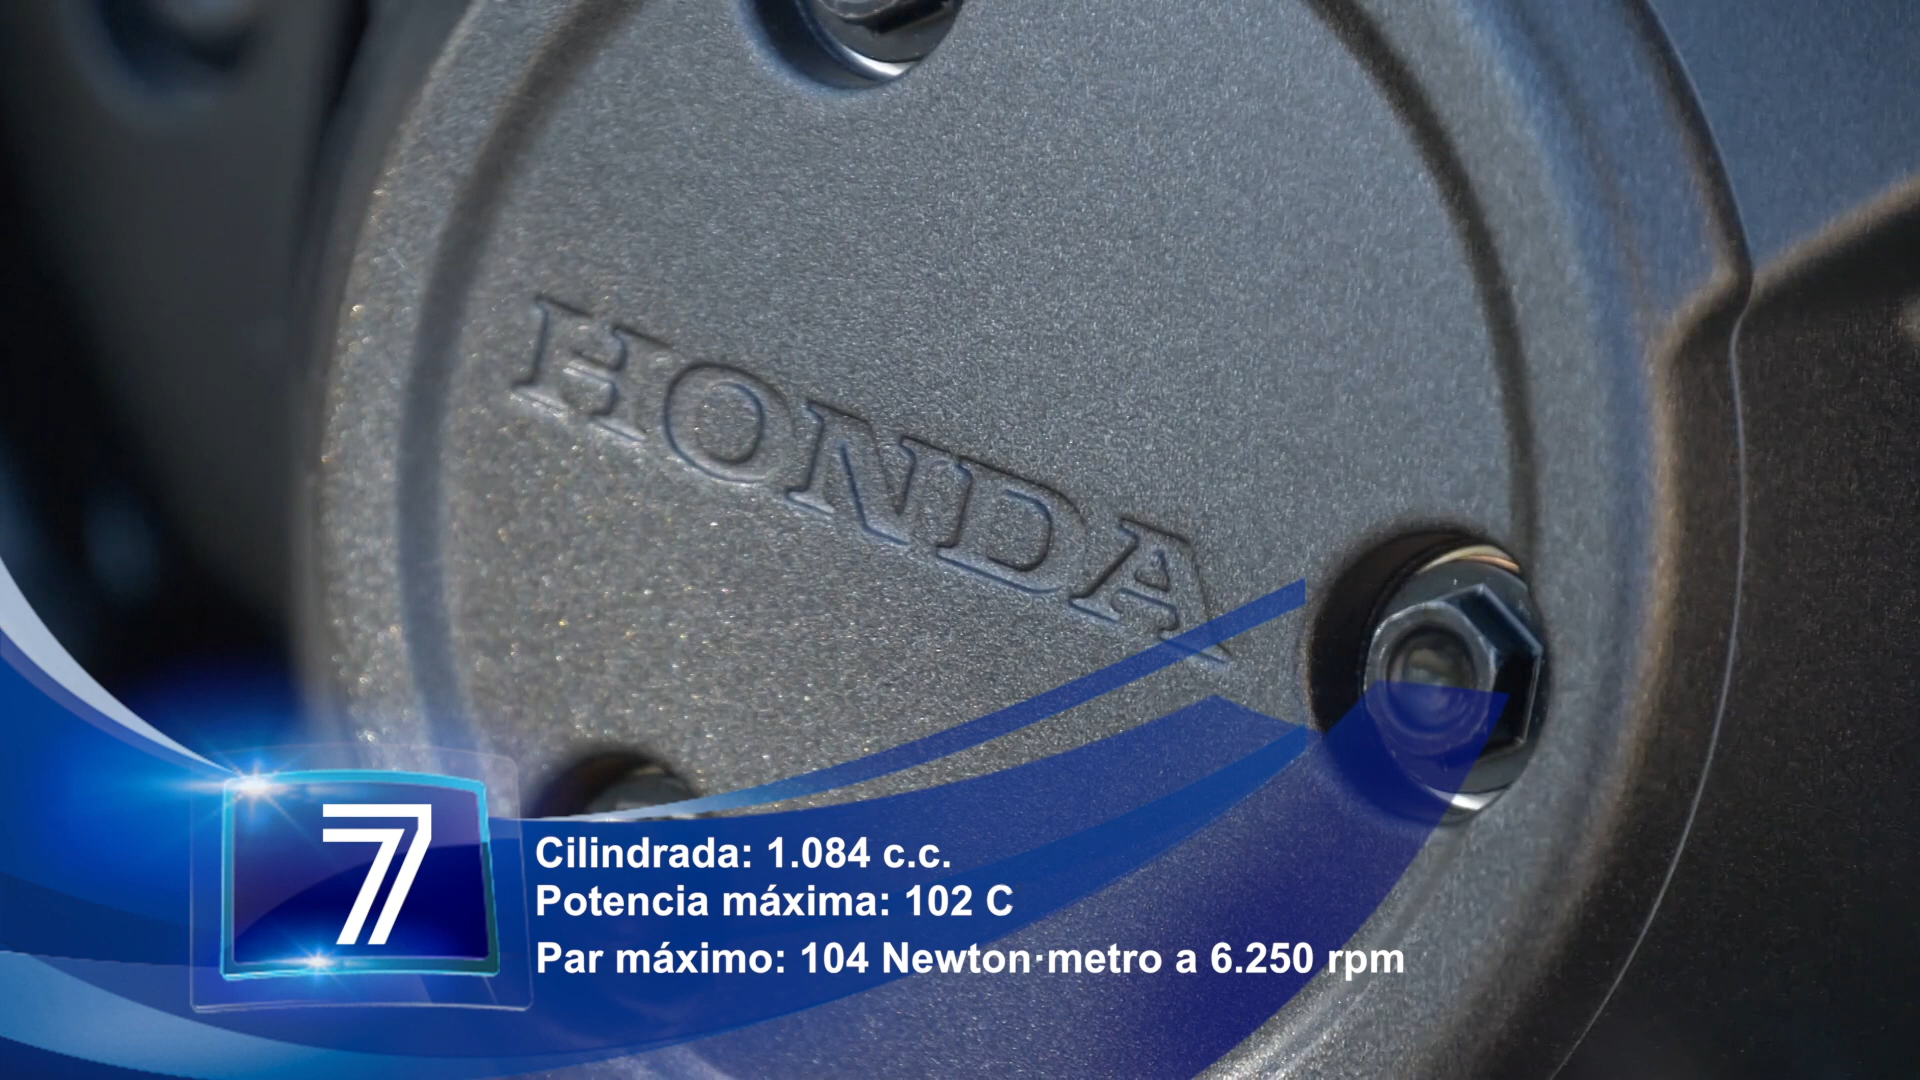 HONDA
7
Cilindrada: 1.084 c.c.
Potencia máxima: 102 C
Par máximo: 104 Newton·metro a 6.250 rpm